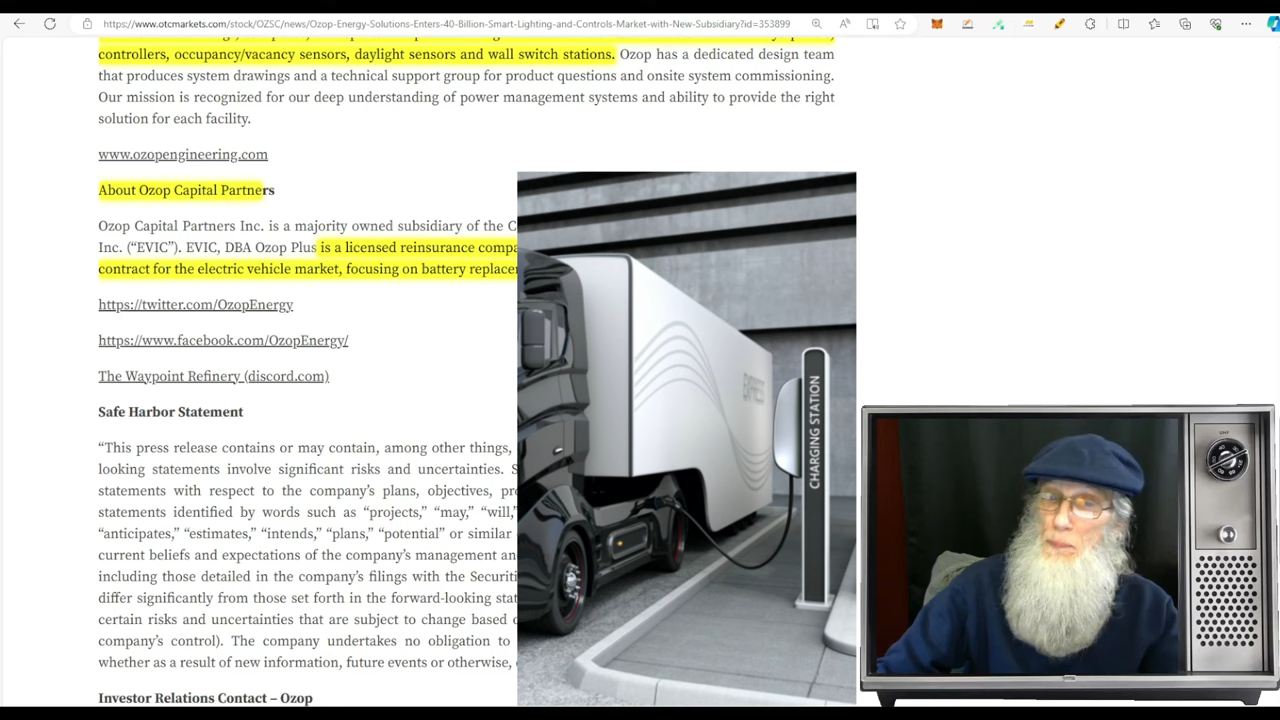 https://www.otcmarkets.com/stock/OZSC/news/Ozop-Energy-Solutions-Enters-40-Billion-Smart-Lighting-and-Controls-Market-with-New-Subsidiary?id=353899
controllers, occupancy/vacancy sensors, daylight sensors and wall switch stations. Ozop has a dedicated design team
that produces system drawings and a technical support group for product questions and onsite system commissioning.
Our mission is recognized for our deep understanding of power management systems and ability to provide the right
solution for each facility.
www.ozopengineering.com
About Ozop Capital Partners
Ozop Capital Partners Inc. is a majority owned subsidiary of the
Inc. (“EVIC”). EVIC, DBA Ozop Plus is a licensed reinsurance
contract for the electric vehicle market, focusing on battery
https://twitter.com/OzopEnergy
https://www.facebook.com/OzopEnergy/
The Waypoint Refinery (discord.com)
Safe Harbor Statement
“This press release contains or may contain, among other things,
looking statements involve significant risks and uncertainties.
statements with respect to the company’s plans, objectives,
statements identified by words such as “projects,” “may,” “will,”
“anticipates,” “estimates,” “intends,” “plans,” “potential” or similar
current beliefs and expectations of the company’s management
including those detailed in the company’s filings with the
differ significantly from those set forth in the forward-looking
certain risks and uncertainties that are subject to change based
company’s control). The company undertakes no obligation to
whether as a result of new information, future events or otherwise,
Investor Relations Contact – Ozop
CHARGING STATION
UHF